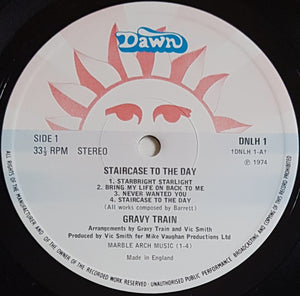 Dawn
SIDE 1
33⅓ RPM STEREO
DNLH 1
1DNLH 1-A1
℗ 1974
STAIRCASE TO THE DAY
1. STARBRIGHT STARLIGHT
2. BRING MY LIFE ON BACK TO ME
3. NEVER WANTED YOU
4. STAIRCASE TO THE DAY
(All works composed by Barrett)
GRAVY TRAIN
Arrangements by Gravy Train and Vic Smith
Produced by Vic Smith for Mike Vaughan Productions Ltd
MARBLE ARCH MUSIC (1-4)
Made in England
ALL RIGHTS OF THE MANUFACTURER AND OF THE OWNER OF THE RECORDED WORK RESERVED UNAUTHORISED PUBLIC PERFORMANCE, BROADCASTING AND COPYING OF THIS RECORD PROHIBITED